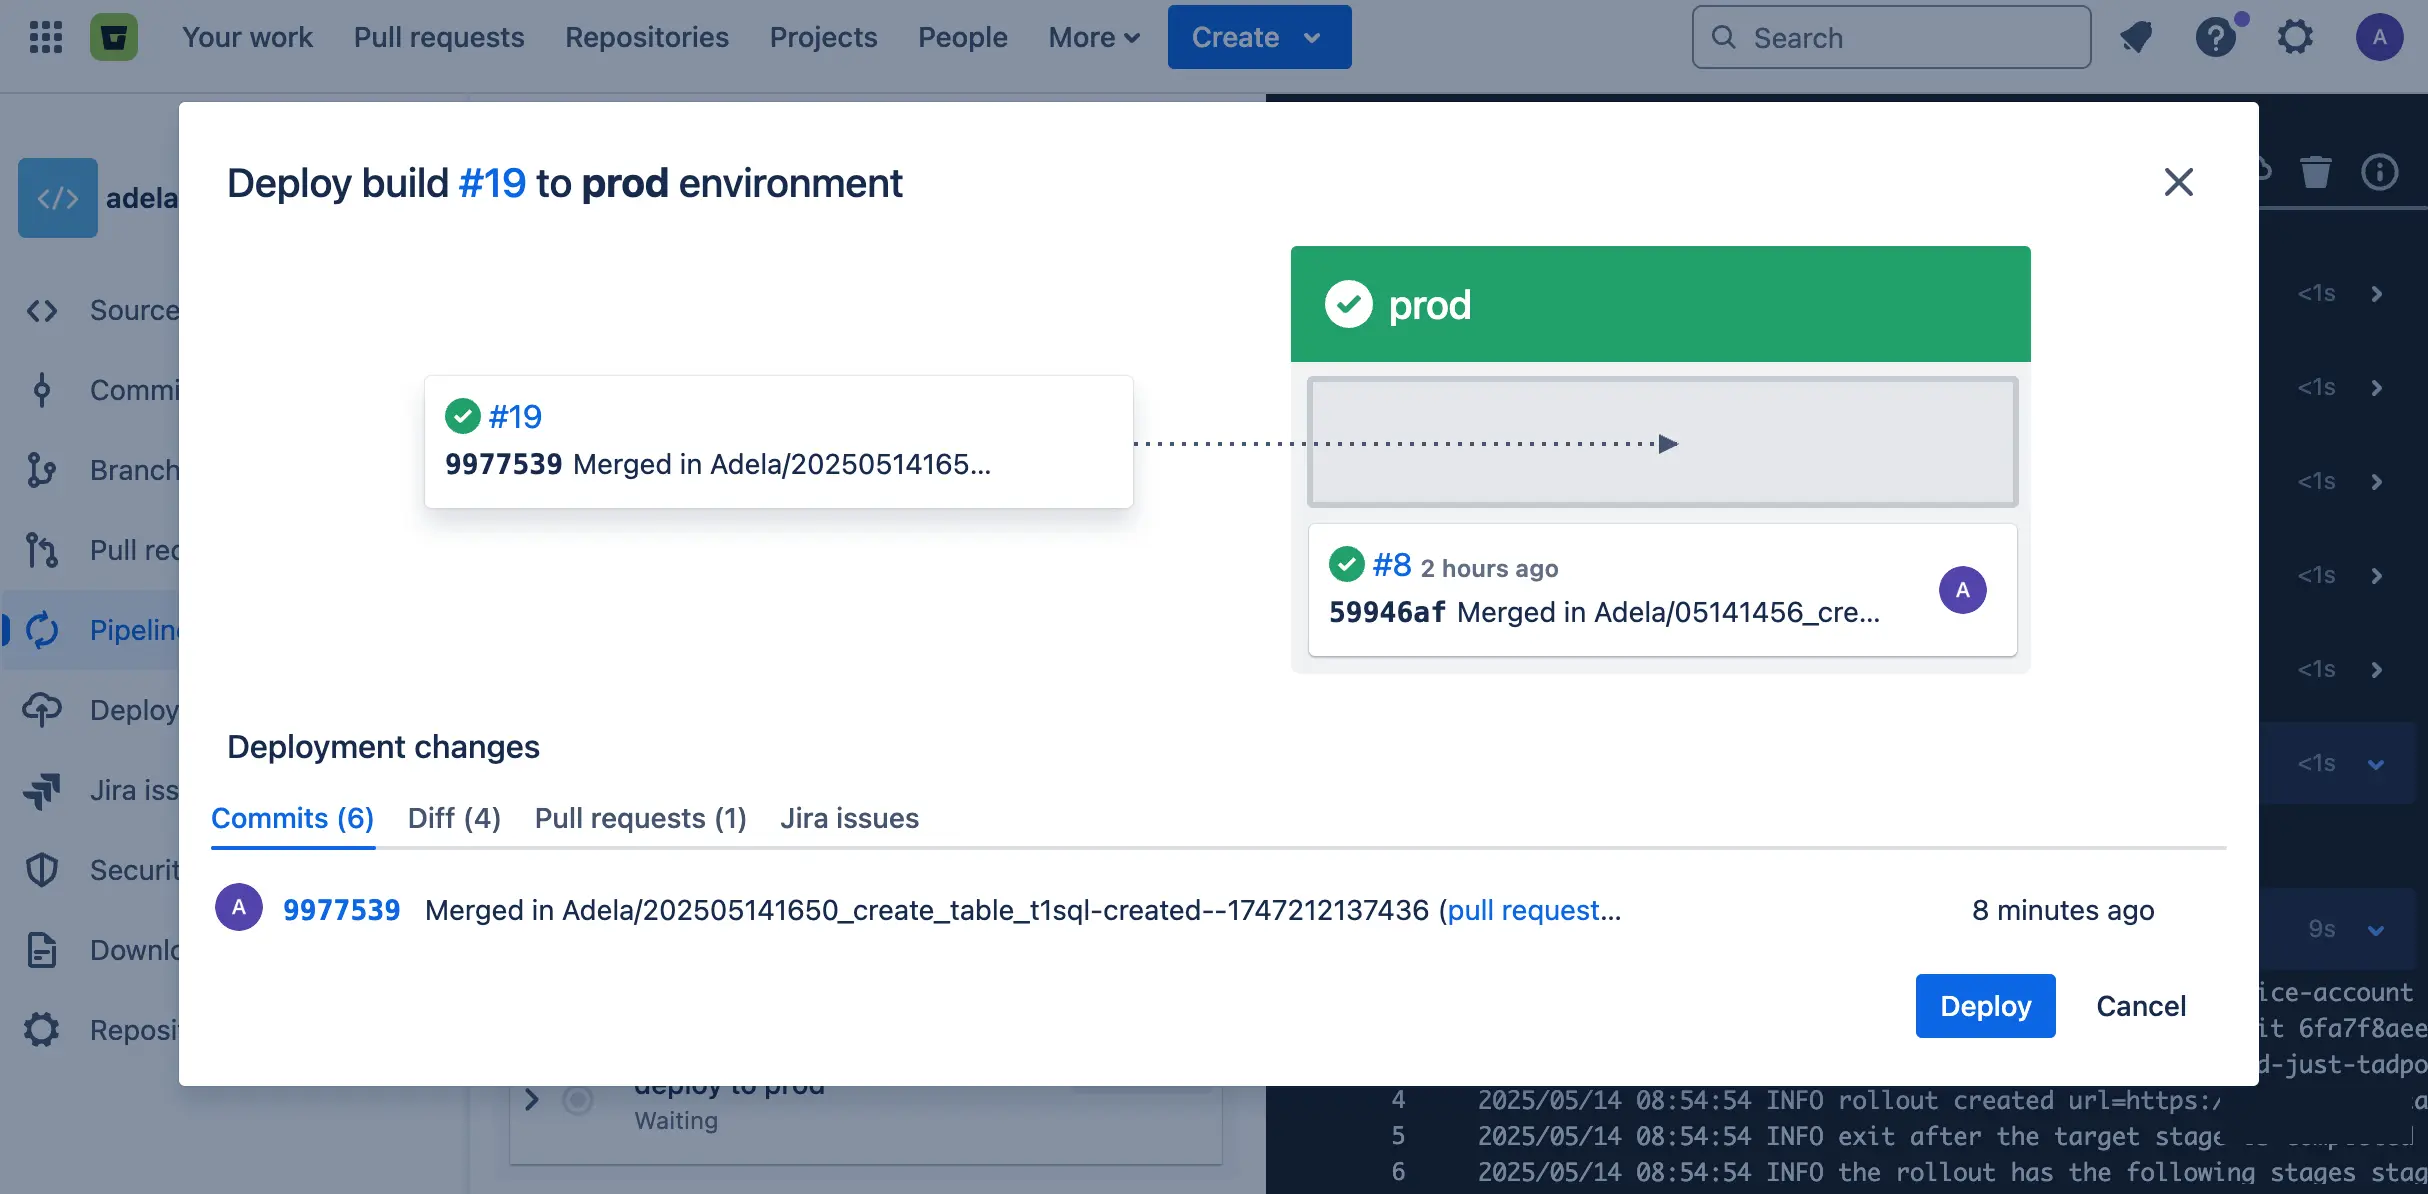 Your work Pull requests Repositories Projects People More Create Search A
adela
Deploy build #19 to prod environment
prod
#19
9977539 Merged in Adela/20250514165...
#8 2 hours ago
59946af Merged in Adela/05141456_cre...
A
Source
Commi
Branch
Pull rec
Pipeline
Deploy
Jira iss
Securit
Downlo
Reposit
<1s
<1s
<1s
<1s
<1s
<1s
9s
Deployment changes
Commits (6) Diff (4) Pull requests (1) Jira issues
A 9977539 Merged in Adela/202505141650_create_table_t1sql-created--1747212137436 (pull request... 8 minutes ago
Deploy Cancel
ice-account
it 6fa7f8aee
d-just-tadpo
deploy to prod
Waiting
4 2025/05/14 08:54:54 INFO rollout created url=https:/
5 2025/05/14 08:54:54 INFO exit after the target stage is completed
6 2025/05/14 08:54:54 INFO the rollout has the following stages stag